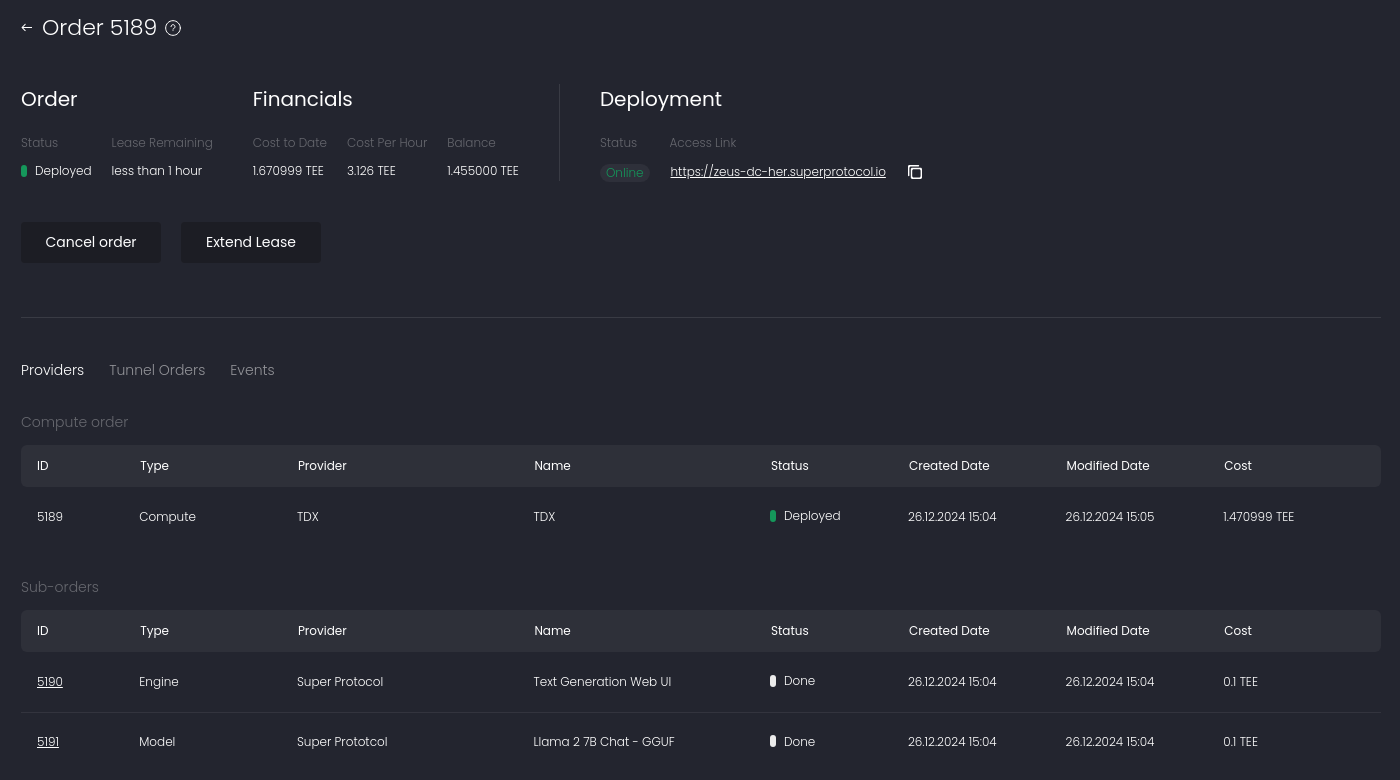 ← Order 5189 ?
Order Financials Deployment
Status Lease Remaining Cost to Date Cost Per Hour Balance Status Access Link
Deployed less than 1 hour 1.670999 TEE 3.126 TEE 1.455000 TEE Online https://zeus-dc-her.superprotocol.io
Cancel order Extend Lease
Providers Tunnel Orders Events
Compute order
ID Type Provider Name Status Created Date Modified Date Cost
5189 Compute TDX TDX Deployed 26.12.2024 15:04 26.12.2024 15:05 1.470999 TEE
Sub-orders
ID Type Provider Name Status Created Date Modified Date Cost
5190 Engine Super Protocol Text Generation Web UI Done 26.12.2024 15:04 26.12.2024 15:04 0.1 TEE
5191 Model Super Prototcol Llama 2 7B Chat - GGUF Done 26.12.2024 15:04 26.12.2024 15:04 0.1 TEE